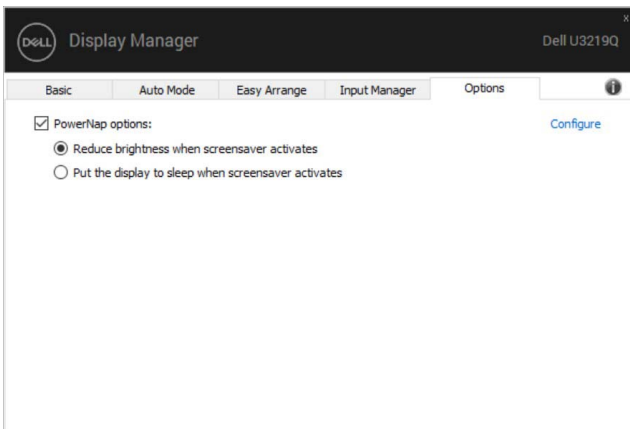 DELL Display Manager
Dell U3219Q
x
Basic Auto Mode Easy Arrange Input Manager Options i
PowerNap options: Configure
Reduce brightness when screensaver activates
Put the display to sleep when screensaver activates